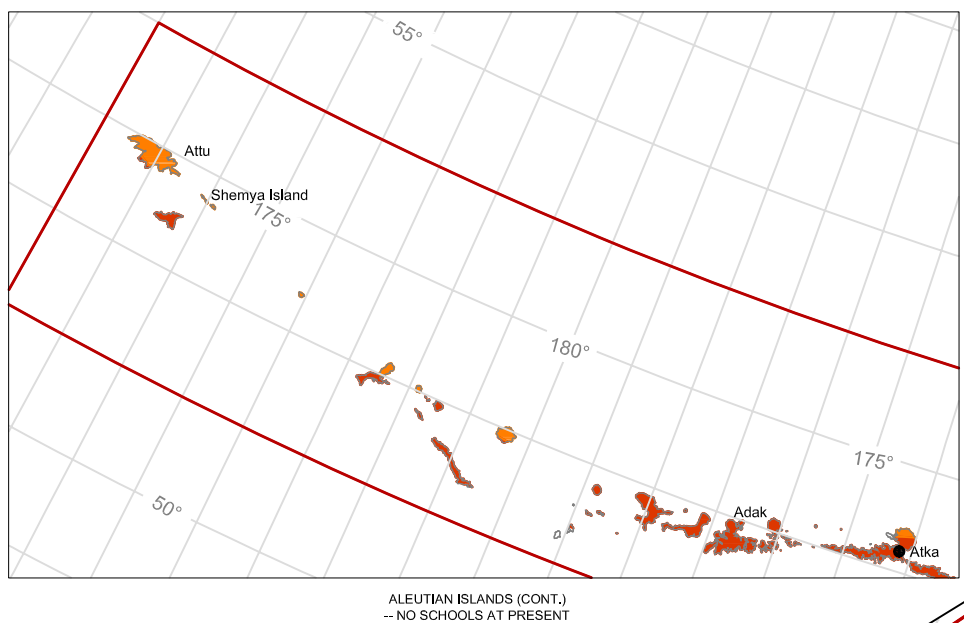 55°
Attu
Shemya Island
175°
180°
175°
50°
Adak
Atka
ALEUTIAN ISLANDS (CONT.)
-- NO SCHOOLS AT PRESENT